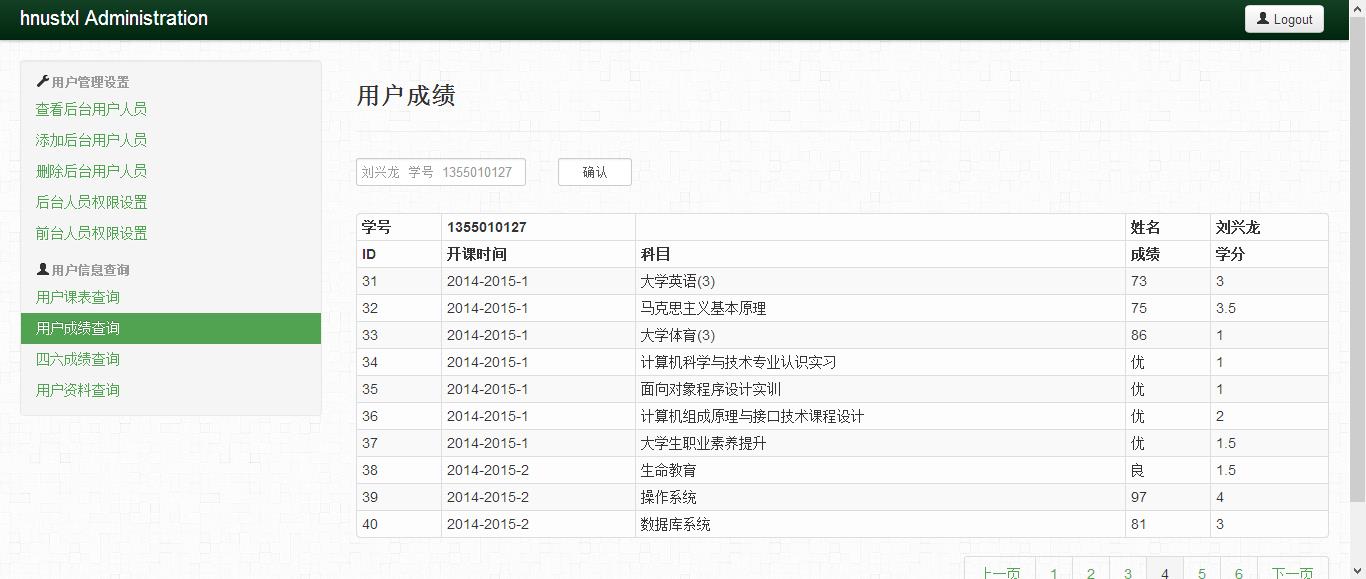 hnustxl Administration
Logout
用户管理设置
查看后台用户人员
添加后台用户人员
删除后台用户人员
后台人员权限设置
前台人员权限设置
用户信息查询
用户课表查询
用户成绩查询
四六成绩查询
用户资料查询
用户成绩
刘兴龙 学号 1355010127 确认
学号 1355010127 姓名 刘兴龙
ID 开课时间 科目 成绩 学分
31 2014-2015-1 大学英语(3) 73 3
32 2014-2015-1 马克思主义基本原理 75 3.5
33 2014-2015-1 大学体育(3) 86 1
34 2014-2015-1 计算机科学与技术专业认识实习 优 1
35 2014-2015-1 面向对象程序设计实训 优 1
36 2014-2015-1 计算机组成原理与接口技术课程设计 优 2
37 2014-2015-1 大学生职业素养提升 优 1.5
38 2014-2015-2 生命教育 良 1.5
39 2014-2015-2 操作系统 97 4
40 2014-2015-2 数据库系统 81 3
上一页 1 2 3 4 5 6 下一页